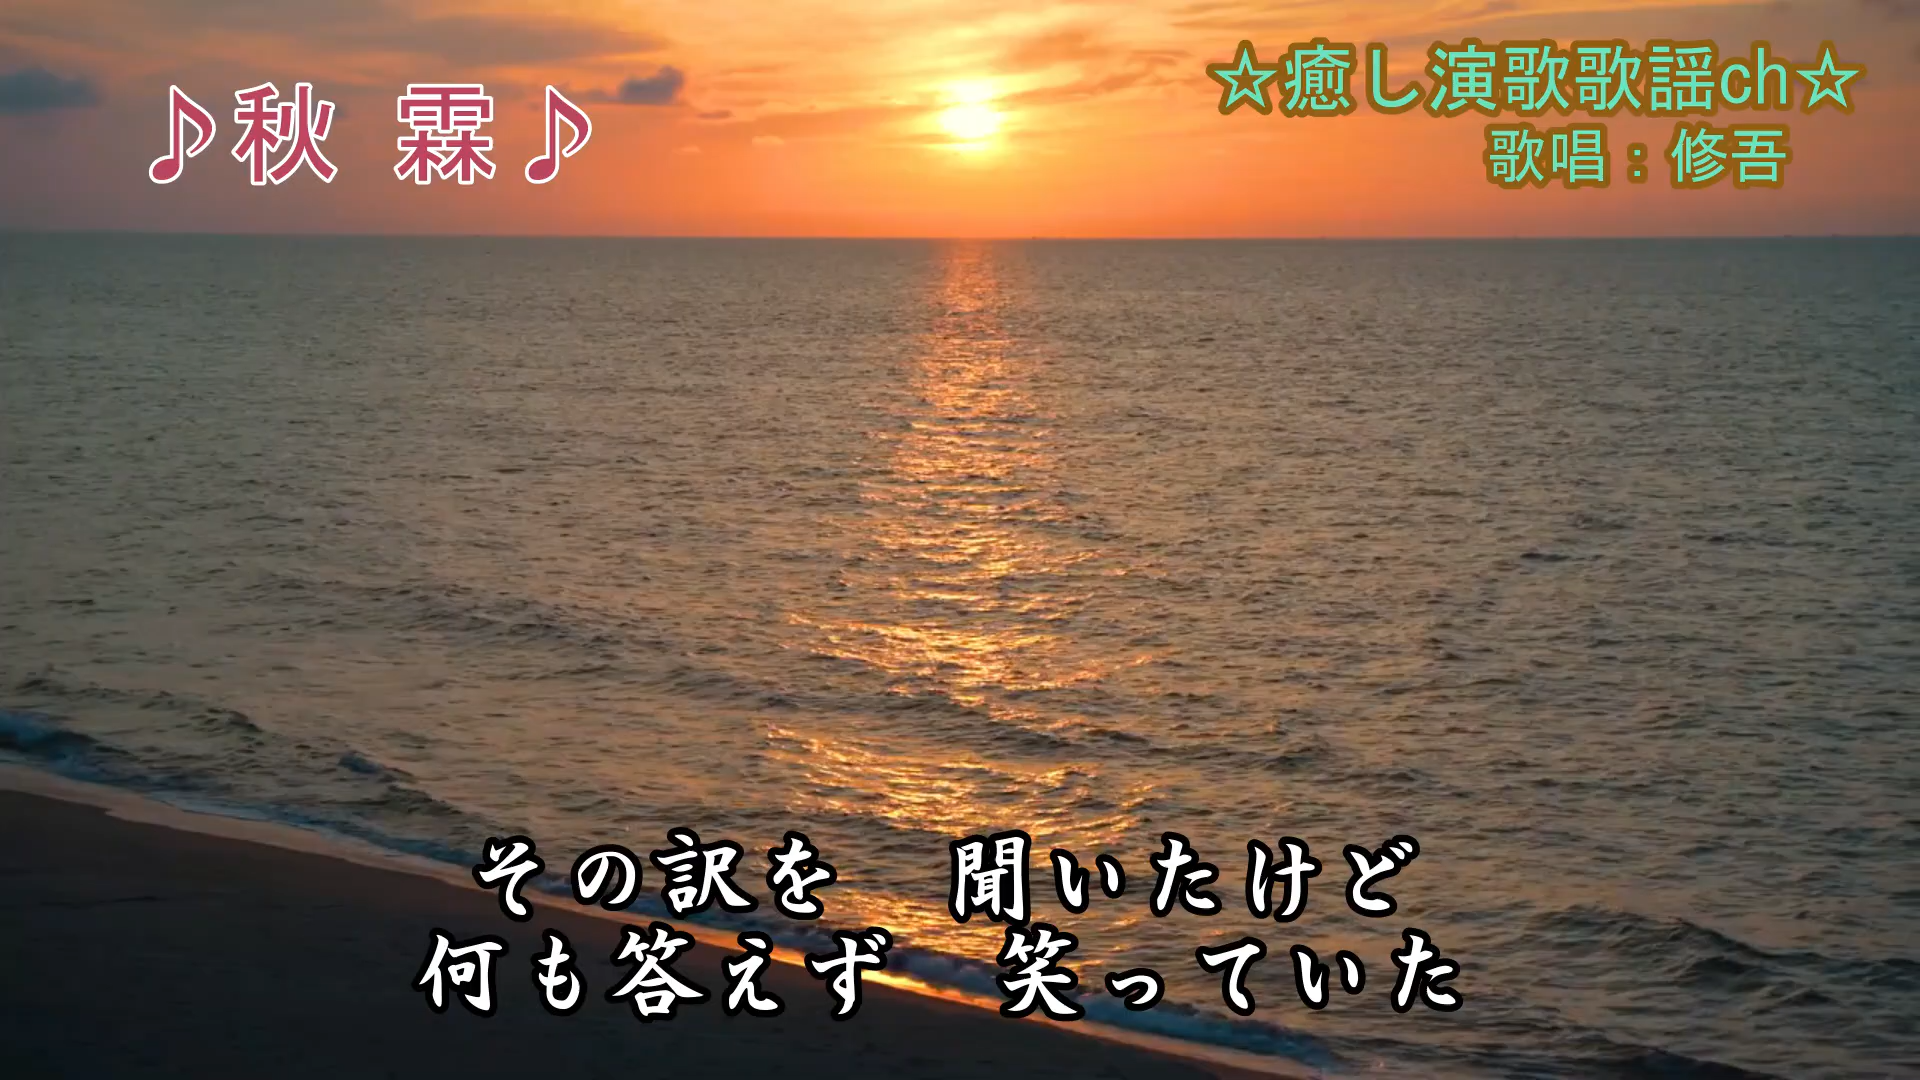 ♪秋 霖♪
☆癒し演歌歌謡ch☆
歌唱：修吾
その訳を　聞いたけど
何も答えず　笑っていた